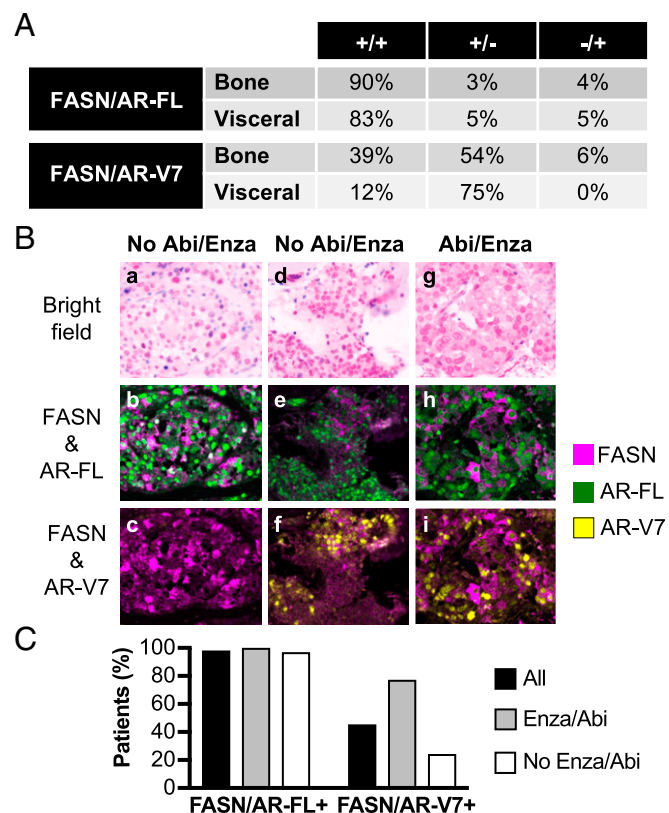 A
+/+ +/- -/+
FASN/AR-FL
Bone 90% 3% 4%
Visceral 83% 5% 5%
FASN/AR-V7
Bone 39% 54% 6%
Visceral 12% 75% 0%
B
No Abi/Enza No Abi/Enza Abi/Enza
Bright
field
a d g
FASN
&
AR-FL
b e h
FASN
&
AR-V7
c f i
FASN
AR-FL
AR-V7
C
Patients (%)
100
80
60
40
20
0
FASN/AR-FL+ FASN/AR-V7+
All
Enza/Abi
No Enza/Abi